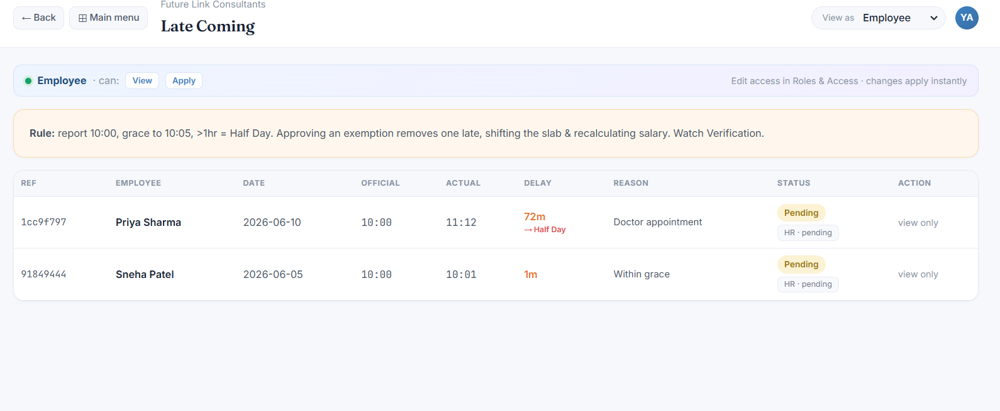 Future Link Consultants
← Back
Main menu
Late Coming
View as Employee
YA
Employee · can: View Apply
Edit access in Roles & Access · changes apply instantly
Rule: report 10:00, grace to 10:05, >1hr = Half Day. Approving an exemption removes one late, shifting the slab & recalculating salary. Watch Verification.
REF EMPLOYEE DATE OFFICIAL ACTUAL DELAY REASON STATUS ACTION
1cc9f797 Priya Sharma 2026-06-10 10:00 11:12 72m → Half Day Doctor appointment Pending HR · pending view only
91849444 Sneha Patel 2026-06-05 10:00 10:01 1m Within grace Pending HR · pending view only